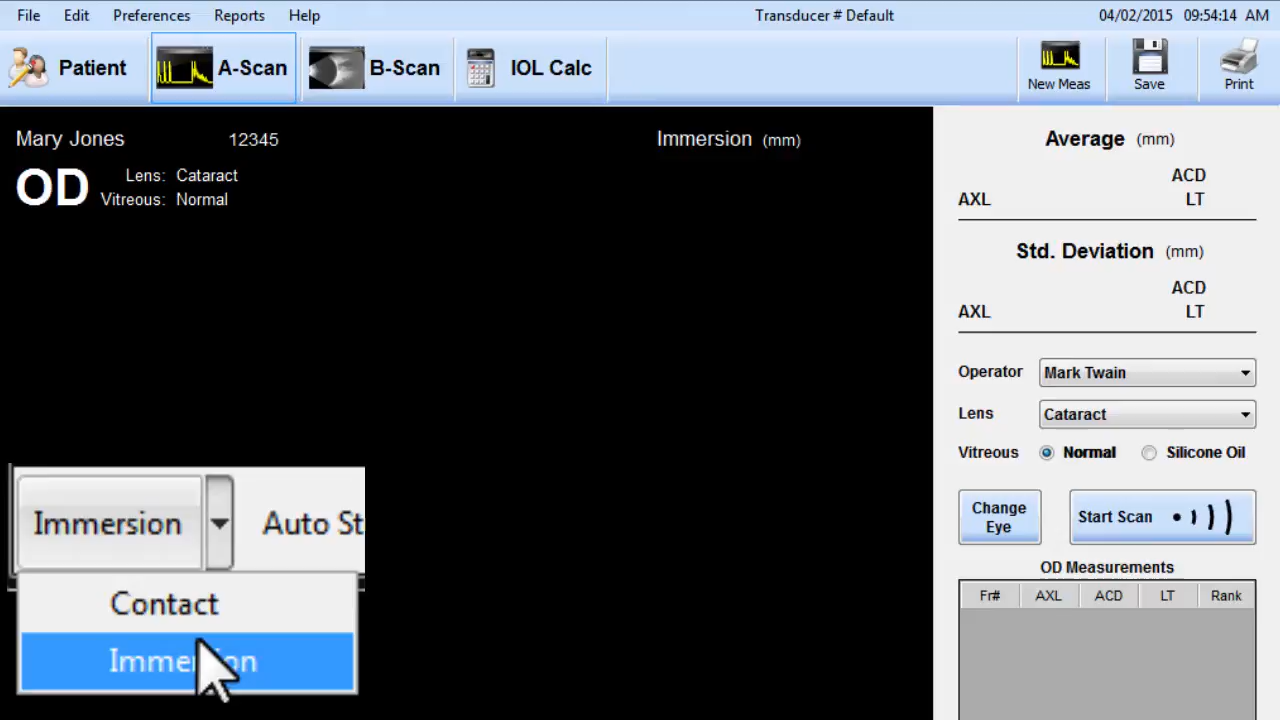 File Edit Preferences Reports Help Transducer # Default 04/02/2015 09:54:14 AM
Patient A-Scan B-Scan IOL Calc New Meas Save Print
Mary Jones 12345 Immersion (mm)
OD Lens: Cataract
Vitreous: Normal
Average (mm)
ACD
AXL LT
Std. Deviation (mm)
ACD
AXL LT
Operator Mark Twain
Lens Cataract
Vitreous Normal Silicone Oil
Change
Eye
Start Scan
OD Measurements
Fr# AXL ACD LT Rank
Immersion Auto St
Contact
Immersion